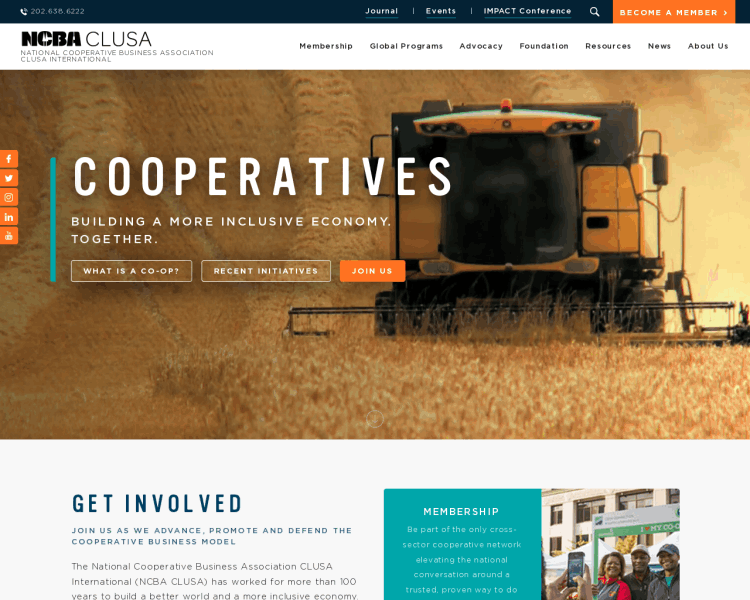 202.638.6222
Journal | Events | IMPACT Conference
BECOME A MEMBER ›
NCBA CLUSA
NATIONAL COOPERATIVE BUSINESS ASSOCIATION
CLUSA INTERNATIONAL
Membership Global Programs Advocacy Foundation Resources News About Us
COOPERATIVES
BUILDING A MORE INCLUSIVE ECONOMY.
TOGETHER.
WHAT IS A CO-OP? RECENT INITIATIVES JOIN US
GET INVOLVED
JOIN US AS WE ADVANCE, PROMOTE AND DEFEND THE
COOPERATIVE BUSINESS MODEL
The National Cooperative Business Association CLUSA
International (NCBA CLUSA) has worked for more than 100
years to build a better world and a more inclusive economy.
MEMBERSHIP
Be part of the only cross-
sector cooperative network
elevating the national
conversation around a
trusted, proven way to do
I ♥ MY CO-OP